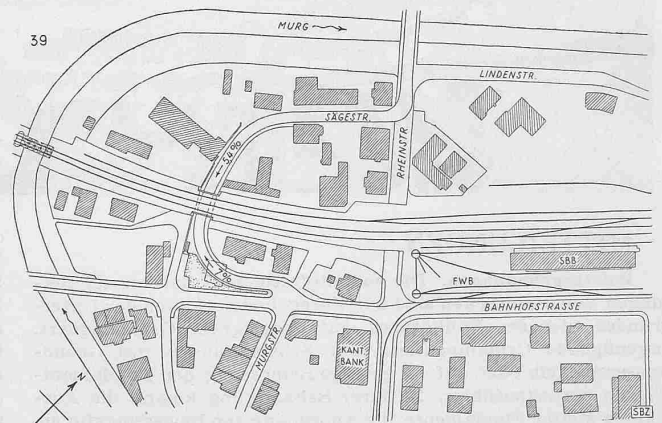 39
MURG
LINDENSTR.
SÄGESTR.
5,4%
RHEINSTR.
SBB
7%
FWB
BAHNHOFSTRASSE
MURGSTR.
KANT.
BANK
N
SBZ